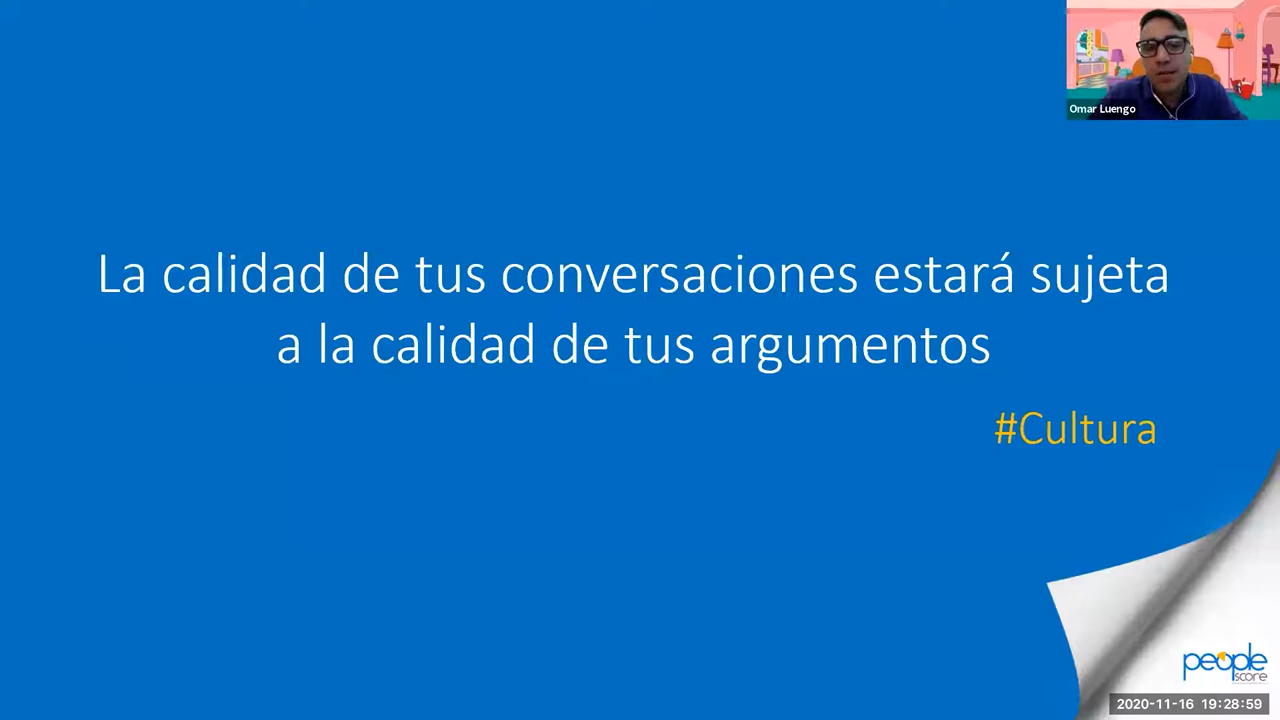 Omar Luengo
La calidad de tus conversaciones estará sujeta
a la calidad de tus argumentos
#Cultura
people
score
2020-11-16 19:28:59